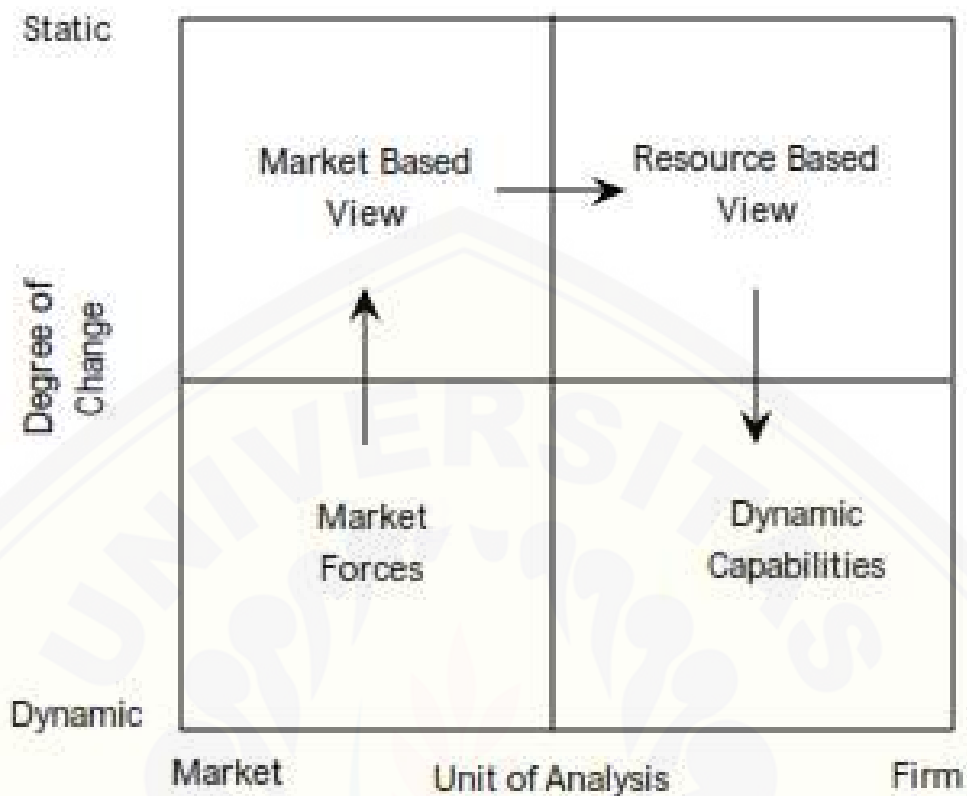 Static
Market Based
View
Resource Based
View
Degree of
Change
Market
Forces
Dynamic
Capabilities
Dynamic
Market
Unit of Analysis
Firm
UNIVERSITAS